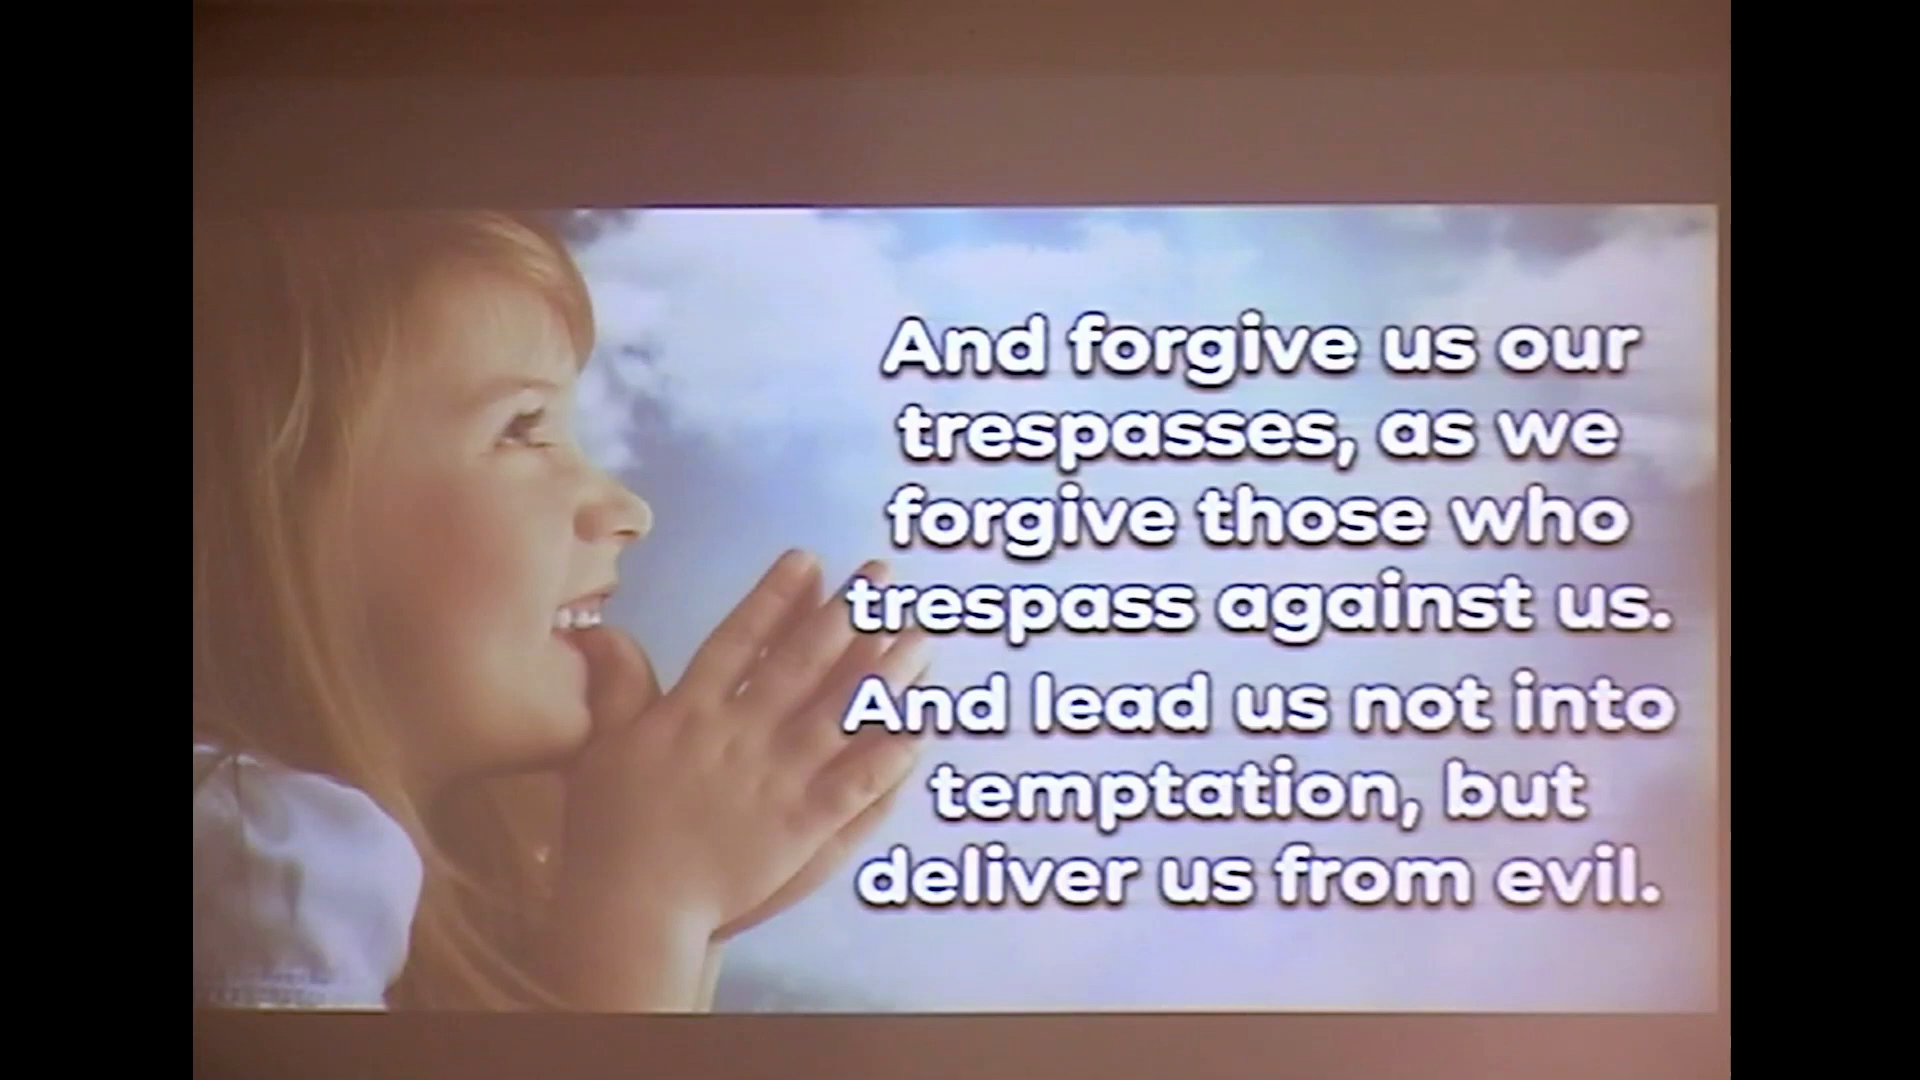 And forgive us our
trespasses, as we
forgive those who
trespass against us.
And lead us not into
temptation, but
deliver us from evil.